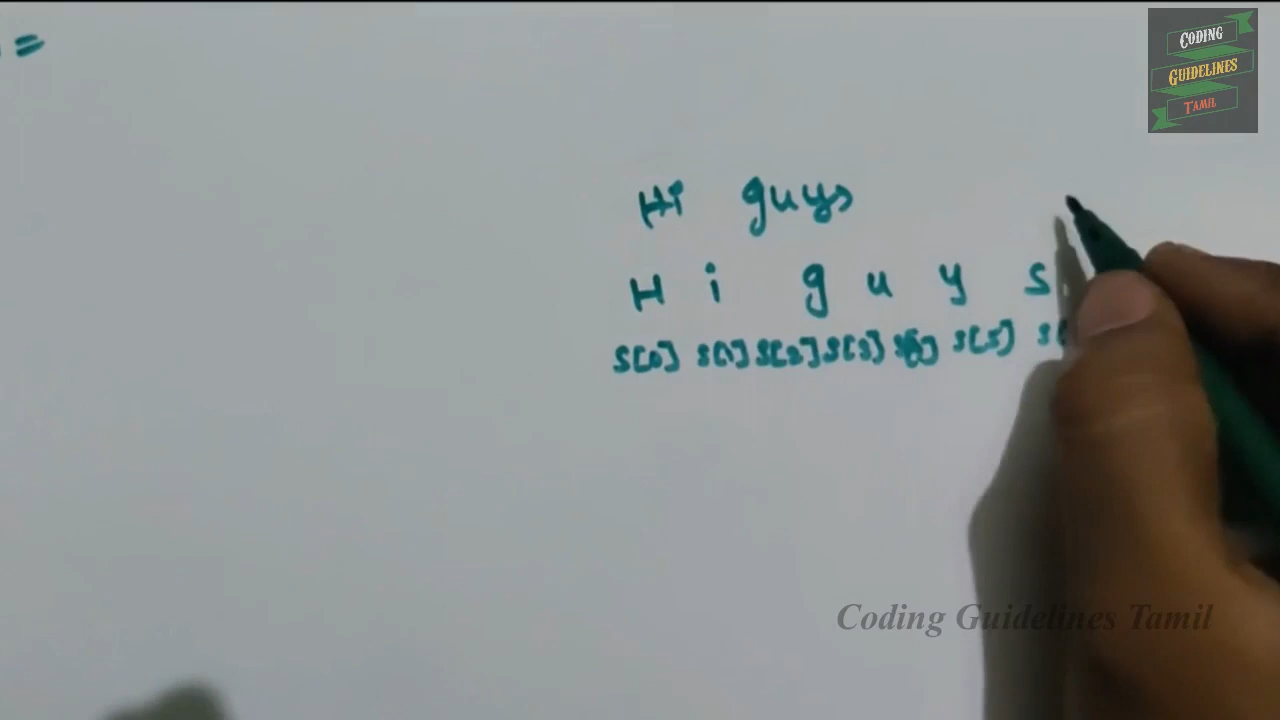 =
CODING
GUIDELINES
TAMIL
Hi guys
H i g u y s
S[0] S[1] S[2] S[3] S[4] S[5] S[
Coding Guidelines Tamil